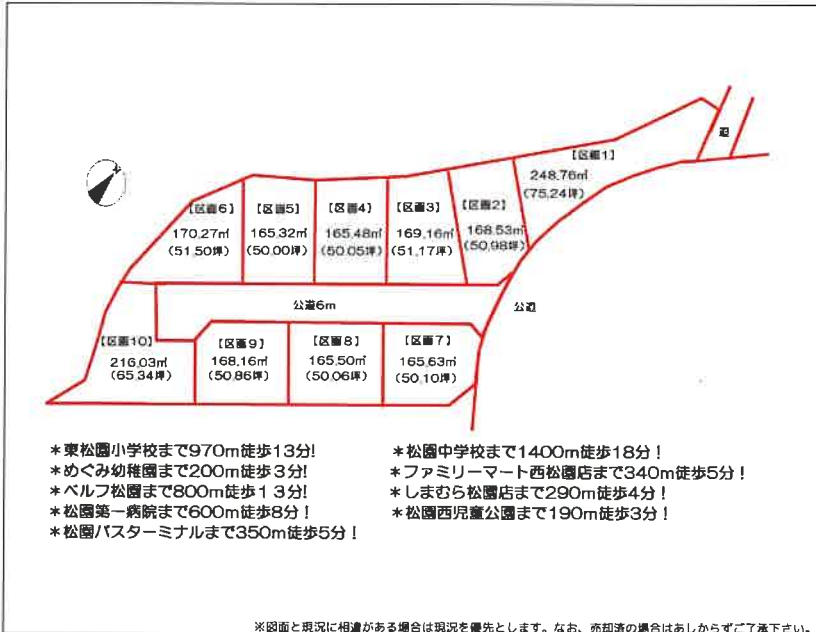 道
【区画1】
248.76㎡
(75.24坪)
【区画2】
168.53㎡
(50.98坪)
【区画3】
169.16㎡
(51.17坪)
【区画4】
165.48㎡
(50.05坪)
【区画5】
165.32㎡
(50.00坪)
【区画6】
170.27㎡
(51.50坪)
公道6m
公道
【区画10】
216.03㎡
(65.34坪)
【区画9】
168.16㎡
(50.86坪)
【区画8】
165.50㎡
(50.06坪)
【区画7】
165.63㎡
(50.10坪)
*東松園小学校まで970m徒歩13分!
*めぐみ幼稚園まで200m徒歩3分!
*ベルフ松園まで800m徒歩13分!
*松園第一病院まで600m徒歩8分!
*松園バスターミナルまで350m徒歩5分!
*松園中学校まで1400m徒歩18分!
*ファミリーマート西松園店まで340m徒歩5分!
*しまむら松園店まで290m徒歩4分!
*松園西児童公園まで190m徒歩3分!
※図面と現況に相違がある場合は現況を優先とします。なお、売却済の場合はあしからずご了承下さい。